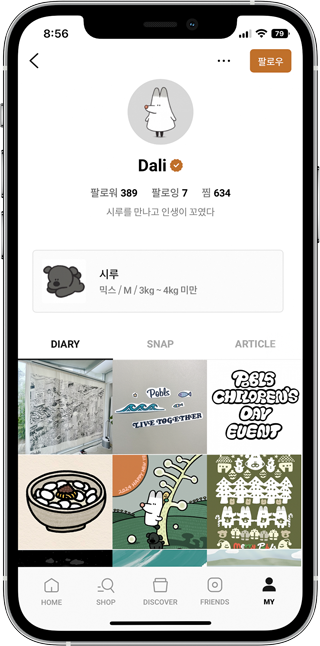 8:56
79
팔로우
Dali
팔로워 389 팔로잉 7 찜 634
시루를 만나고 인생이 꼬였다
시루
믹스 / M / 3kg ~ 4kg 미만
DIARY SNAP ARTICLE
Pabls
LIVE TOGETHER
PABLS
CHILDREN'S
DAY
EVENT
HOME SHOP DISCOVER FRIENDS MY